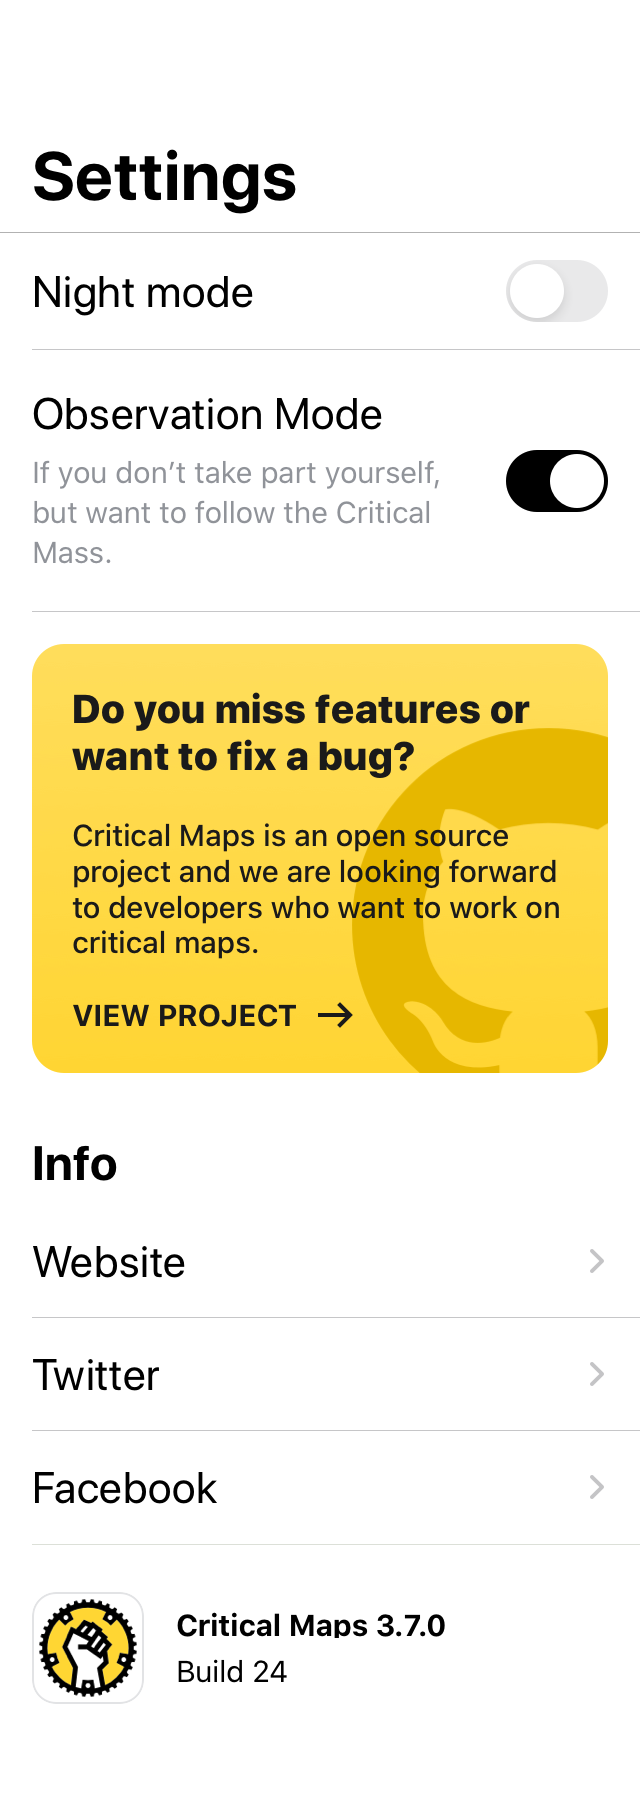 Settings
Night mode
Observation Mode
If you don’t take part yourself,
but want to follow the Critical
Mass.
Do you miss features or
want to fix a bug?
Critical Maps is an open source
project and we are looking forward
to developers who want to work on
critical maps.
VIEW PROJECT →
Info
Website
Twitter
Facebook
Critical Maps 3.7.0
Build 24